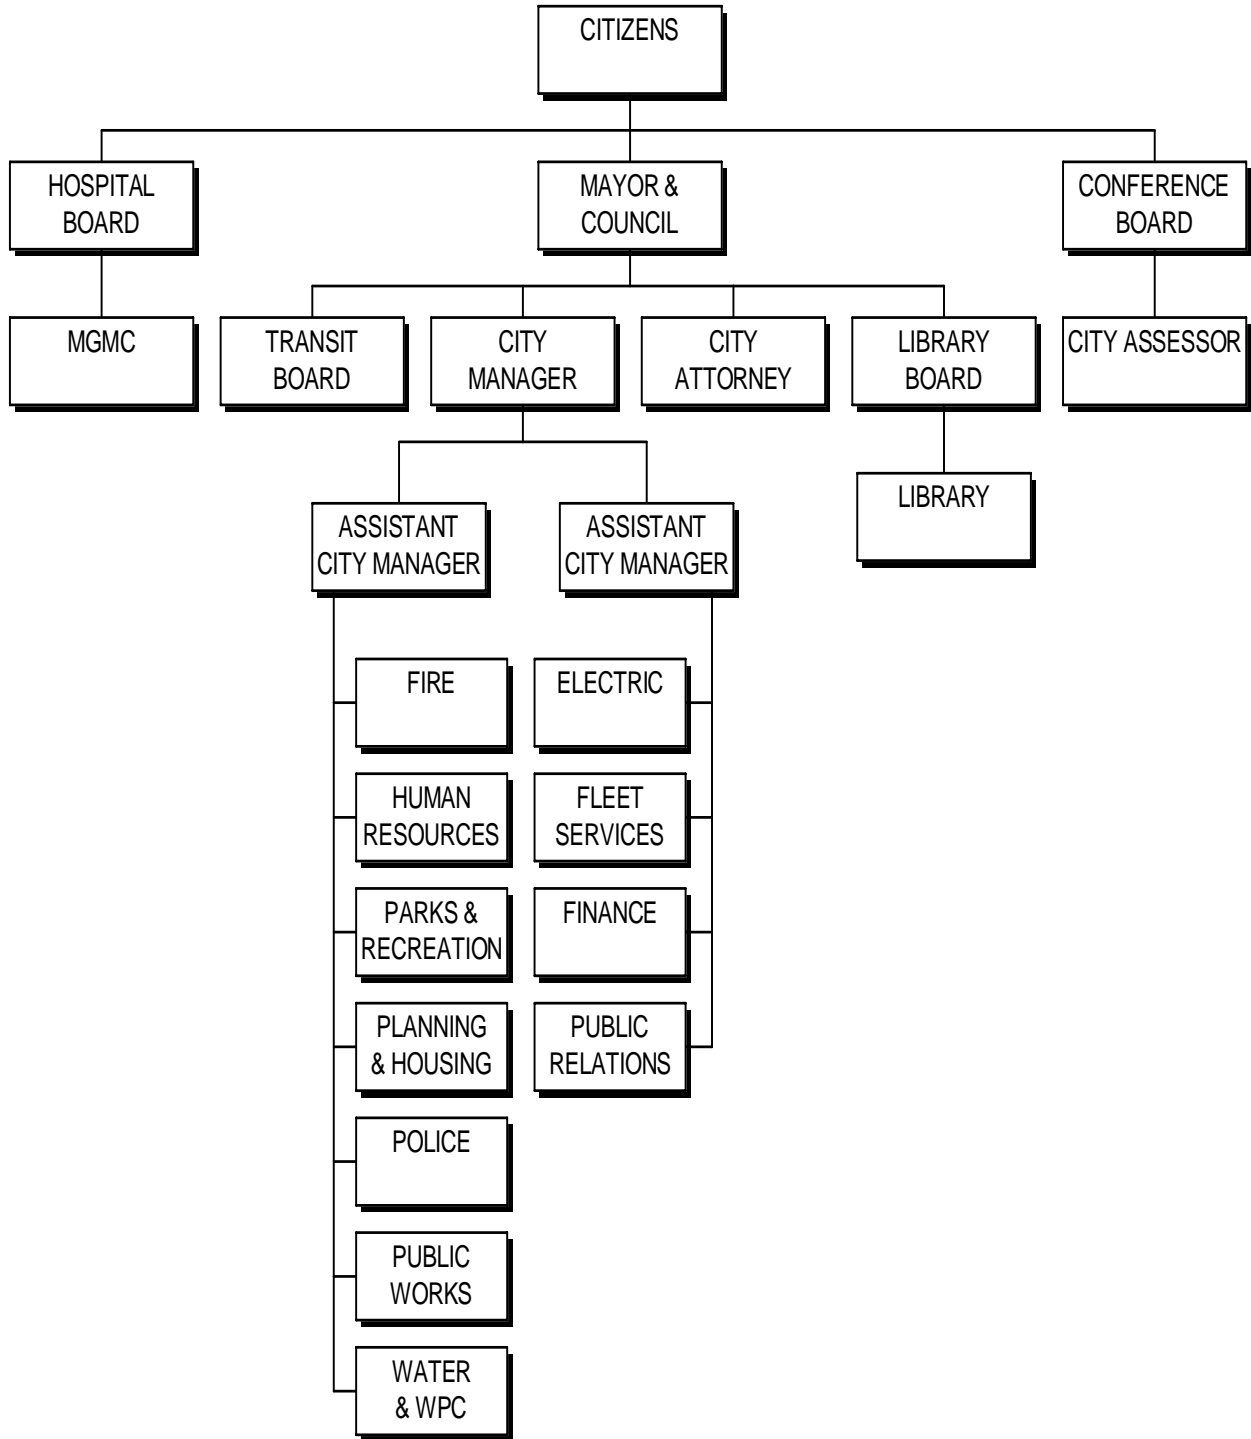 CITIZENS
HOSPITAL
BOARD
MAYOR &
COUNCIL
CONFERENCE
BOARD
MGMC
TRANSIT
BOARD
CITY
MANAGER
CITY
ATTORNEY
LIBRARY
BOARD
CITY ASSESSOR
LIBRARY
ASSISTANT
CITY MANAGER
ASSISTANT
CITY MANAGER
FIRE
ELECTRIC
HUMAN
RESOURCES
FLEET
SERVICES
PARKS &
RECREATION
FINANCE
PLANNING
& HOUSING
PUBLIC
RELATIONS
POLICE
PUBLIC
WORKS
WATER
& WPC